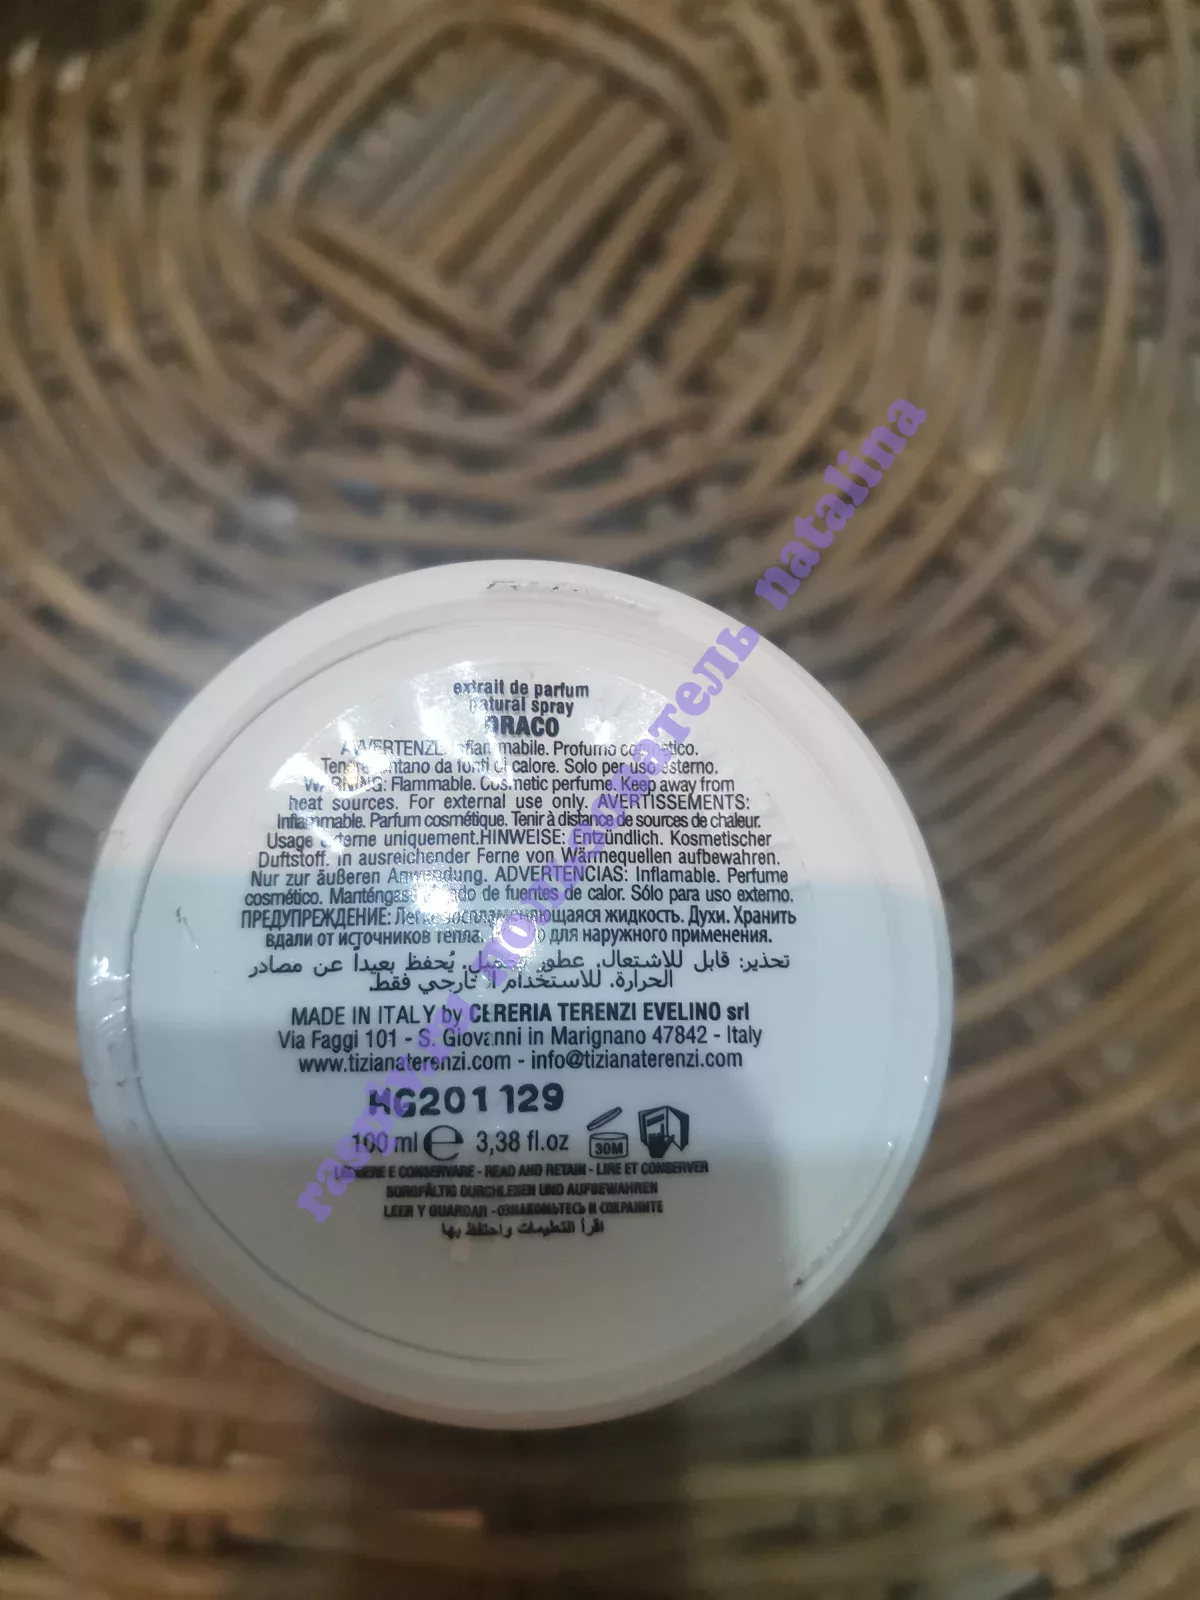 extrait de parfum
natural spray
DRACO
AVVERTENZE: Infiammabile. Profumo cosmetico.
Tenere lontano da fonti di calore. Solo per uso esterno.
WARNING: Flammable. Cosmetic perfume. Keep away from
heat sources. For external use only. AVERTISSEMENTS:
Inflammable. Parfum cosmétique. Tenir à distance de sources de chaleur.
Usage externe uniquement.HINWEISE: Entzündlich. Kosmetischer
Duftstoff. In ausreichender Ferne von Wärmequellen aufbewahren.
Nur zur äußeren Anwendung. ADVERTENCIAS: Inflamable. Perfume
cosmético. Manténgase alejado de fuentes de calor. Sólo para uso externo.
ПРЕДУПРЕЖДЕНИЕ: Легковоспламеняющаяся жидкость. Духи. Хранить
вдали от источников тепла. Только для наружного применения.
تحذير: قابل للاشتعال. عطور تجميل. يُحفظ بعيداً عن مصادر
الحرارة. للاستخدام الخارجي فقط.
MADE IN ITALY by CERERIA TERENZI EVELINO srl
Via Faggi 101 - S. Giovanni in Marignano 47842 - Italy
www.tizianaterenzi.com - info@tizianaterenzi.com
HG201129
100 ml e 3,38 fl.oz 30M
LEGGERE E CONSERVARE - READ AND RETAIN - LIRE ET CONSERVER
SORGFÄLTIG DURCHLESEN UND AUFBEWAHREN
LEER Y GUARDAR - ОЗНАКОМЬТЕСЬ И СОХРАНИТЕ
اقرأ التعليمات واحتفظ بها
пользователь natalina